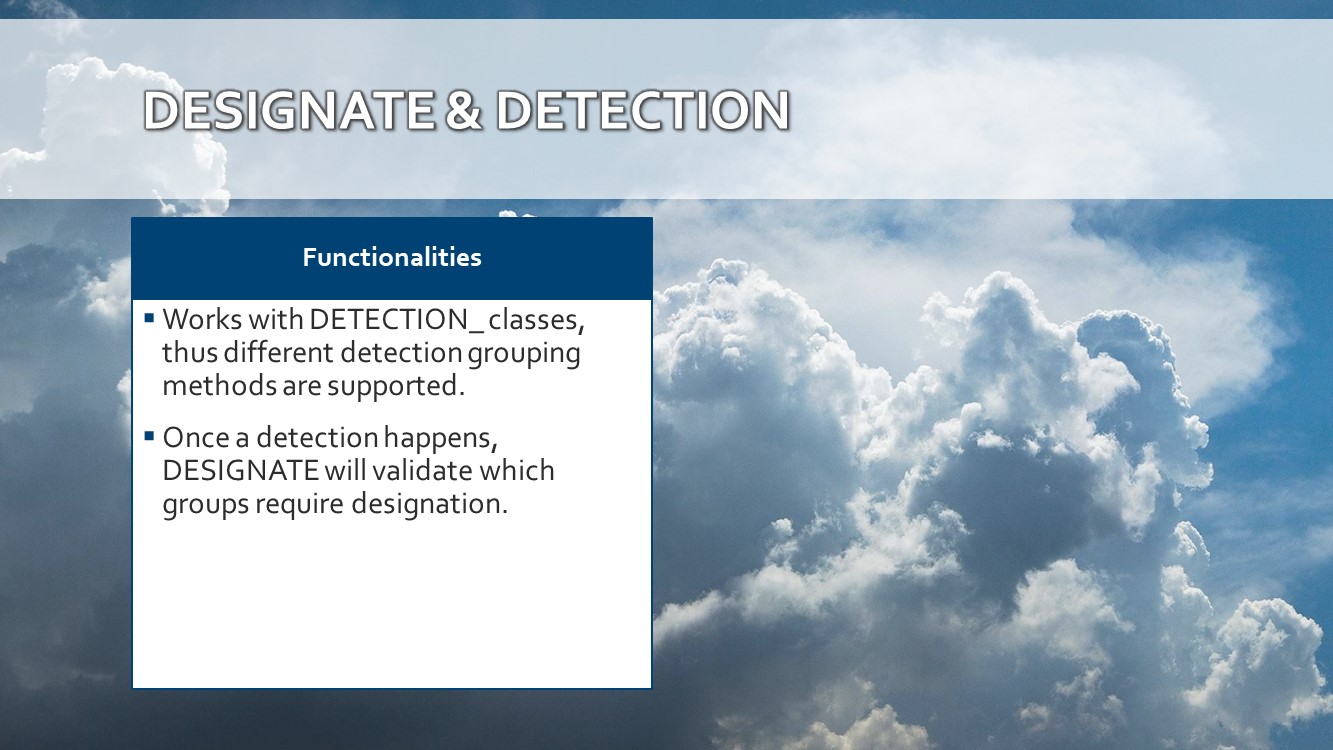 DESIGNATE & DETECTION
Functionalities
▪ Works with DETECTION_ classes,
thus different detection grouping
methods are supported.
▪ Once a detection happens,
DESIGNATE will validate which
groups require designation.